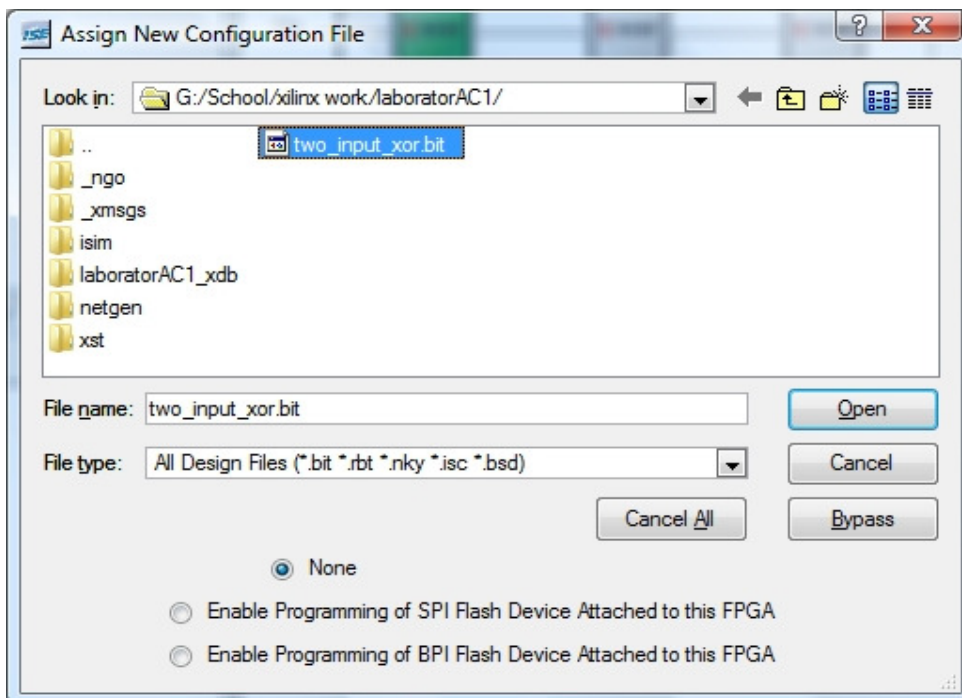 ISE Assign New Configuration File
Look in: G:/School/xilinx work/laboratorAC1/
.. two_input_xor.bit
_ngo
_xmsgs
isim
laboratorAC1_xdb
netgen
xst
File name: two_input_xor.bit Open
File type: All Design Files (*.bit *.rbt *.nky *.isc *.bsd) Cancel
Cancel All Bypass
None
Enable Programming of SPI Flash Device Attached to this FPGA
Enable Programming of BPI Flash Device Attached to this FPGA